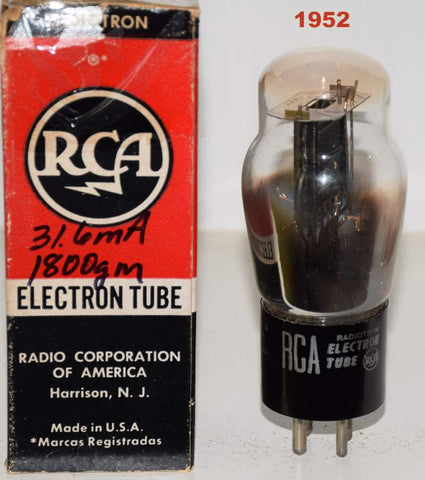 1952
RADIOTRON
RCA
31.6mA
1800gm
ELECTRON TUBE
RADIO CORPORATION
OF AMERICA
Harrison, N. J.
Made in U.S.A.
*Marcas Registradas
RCA
RADIOTRON
ELECTRON
TUBE
RCA